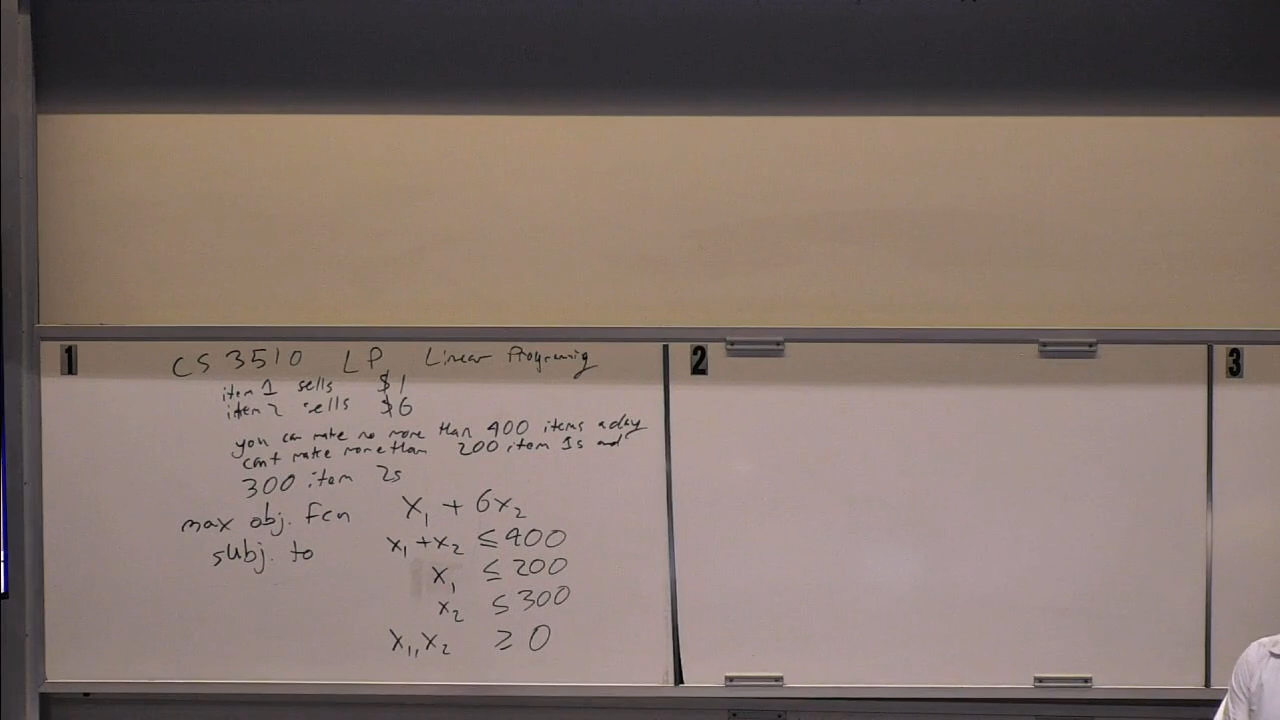 1
CS 3510 LP Linear Programing
item 1 sells $1
item 2 sells $6
you can make no more than 400 items a day
can't make more than 200 item 1s and
300 item 2s
max obj. fcn x₁ + 6x₂
subj. to x₁ + x₂ ≤ 400
x₁ ≤ 200
x₂ ≤ 300
x₁, x₂ ≥ 0
2
3